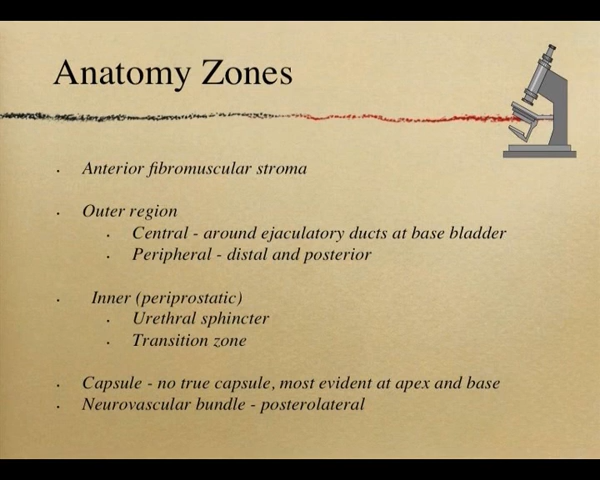 Anatomy Zones
Anterior fibromuscular stroma
Outer region
Central - around ejaculatory ducts at base bladder
Peripheral - distal and posterior
Inner (periprostatic)
Urethral sphincter
Transition zone
Capsule - no true capsule, most evident at apex and base
Neurovascular bundle - posterolateral